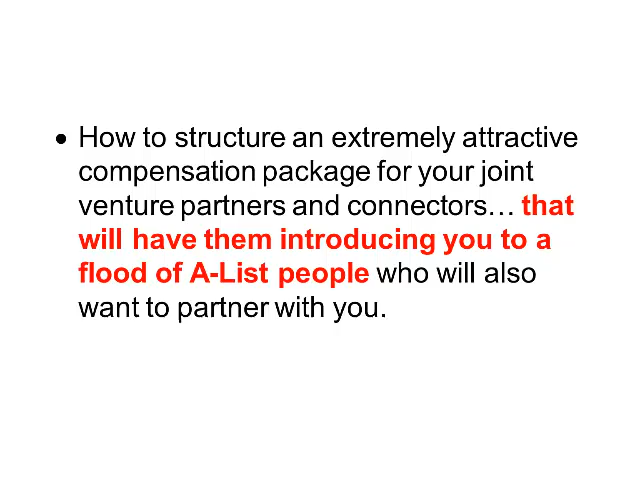 • How to structure an extremely attractive
compensation package for your joint
venture partners and connectors… that
will have them introducing you to a
flood of A-List people who will also
want to partner with you.